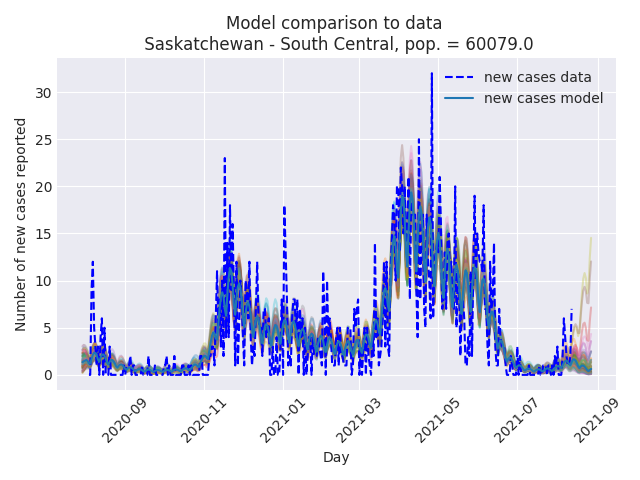 Model comparison to data
Saskatchewan - South Central, pop. = 60079.0
new cases data
new cases model
Number of new cases reported
30
25
20
15
10
5
0
2020-09
2020-11
2021-01
2021-03
2021-05
2021-07
2021-09
Day